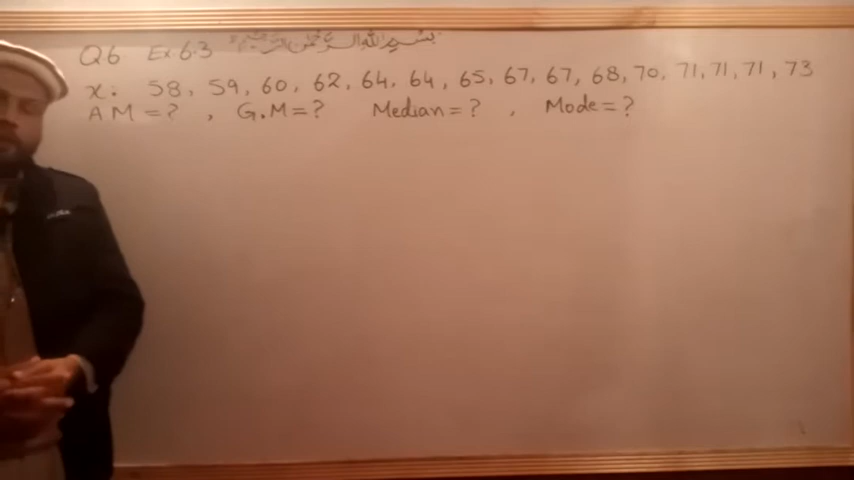 Q6 Ex 6.3 بسم الله الرحمن الرحيم
x: 58, 59, 60, 62, 64, 64, 65, 67, 67, 68, 70, 71, 71, 71, 73
AM = ? , G.M = ? Median = ? , Mode = ?